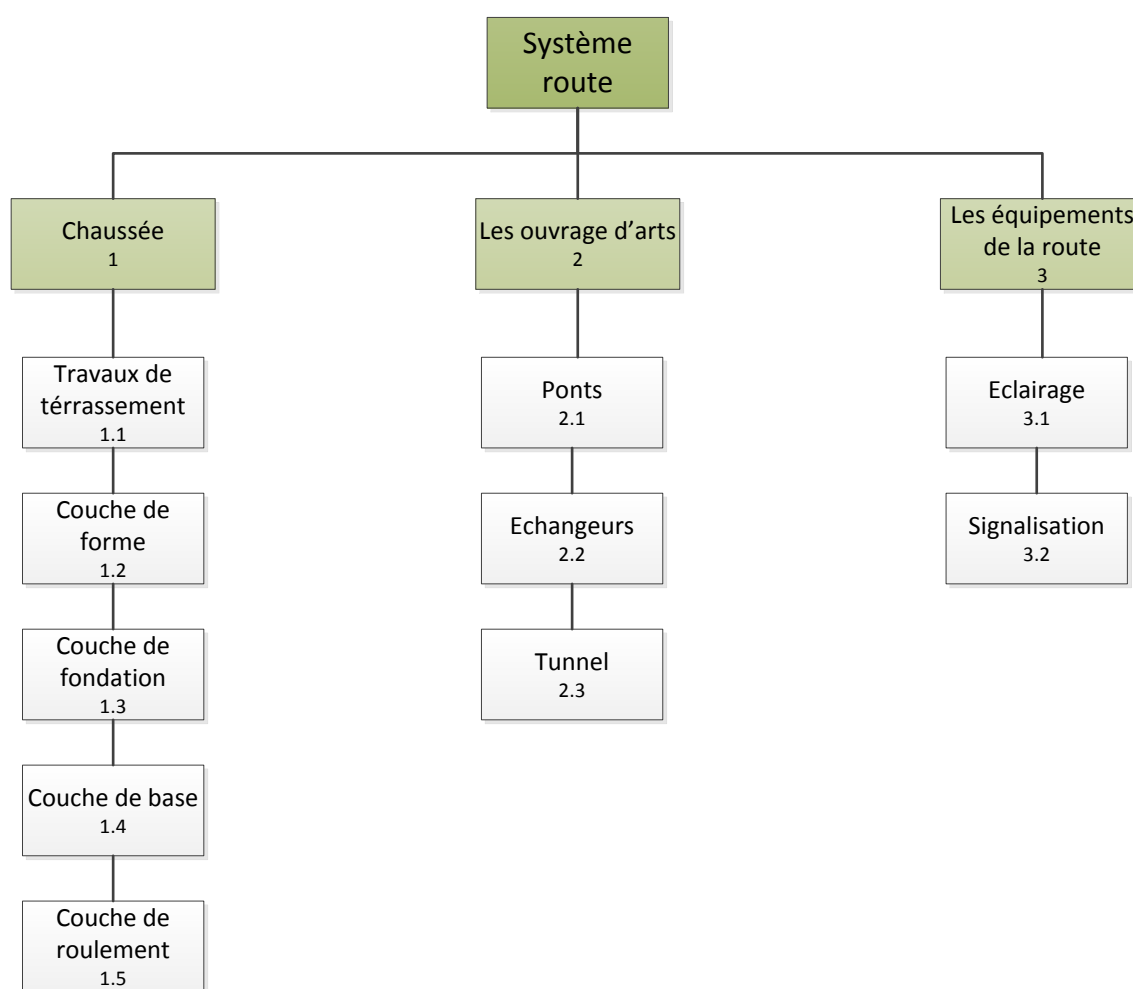 Système
route
Chaussée
1
Les ouvrage d’arts
2
Les équipements
de la route
3
Travaux de
térrassement
1.1
Ponts
2.1
Eclairage
3.1
Couche de
forme
1.2
Echangeurs
2.2
Signalisation
3.2
Couche de
fondation
1.3
Tunnel
2.3
Couche de base
1.4
Couche de
roulement
1.5